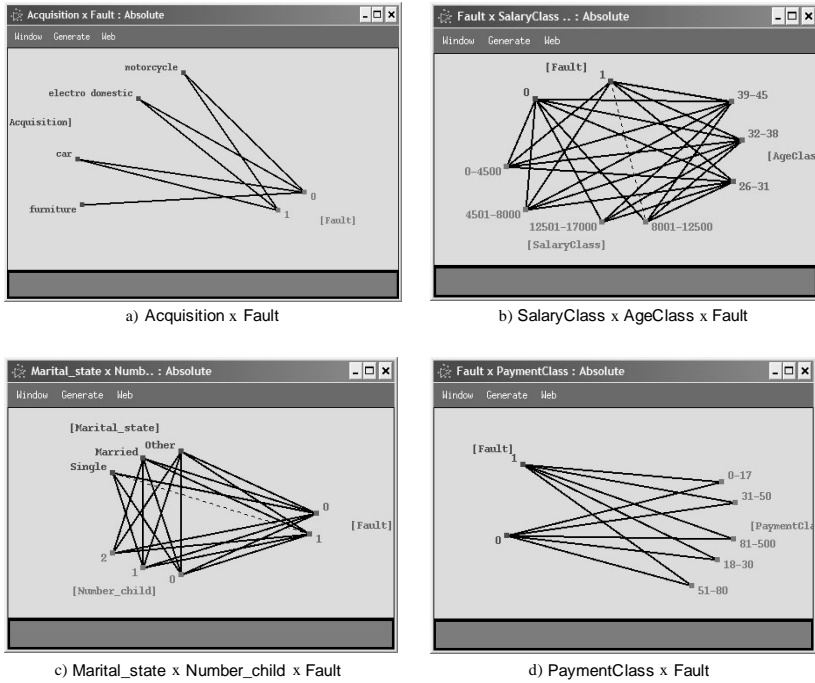 Acquisition x Fault : Absolute
Window Generate Web
motorcycle
electro domestic
Acquisition]
car
furniture
0
1
[Fault]
a) Acquisition x Fault
Fault x SalaryClass .. : Absolute
Window Generate Web
[Fault]
1
0
39-45
32-38
[AgeClas
26-31
0-4500
4501-8000
12501-17000
8001-12500
[SalaryClass]
b) SalaryClass x AgeClass x Fault
Marital_state x Numb.. : Absolute
Window Generate Web
[Marital_state]
Other
Married
Single
0
1
[Fault]
2
1
0
[Number_child]
c) Marital_state x Number_child x Fault
Fault x PaymentClass : Absolute
Window Generate Web
[Fault]
1
0
0-17
31-50
[PaymentCla
81-500
18-30
51-80
d) PaymentClass x Fault